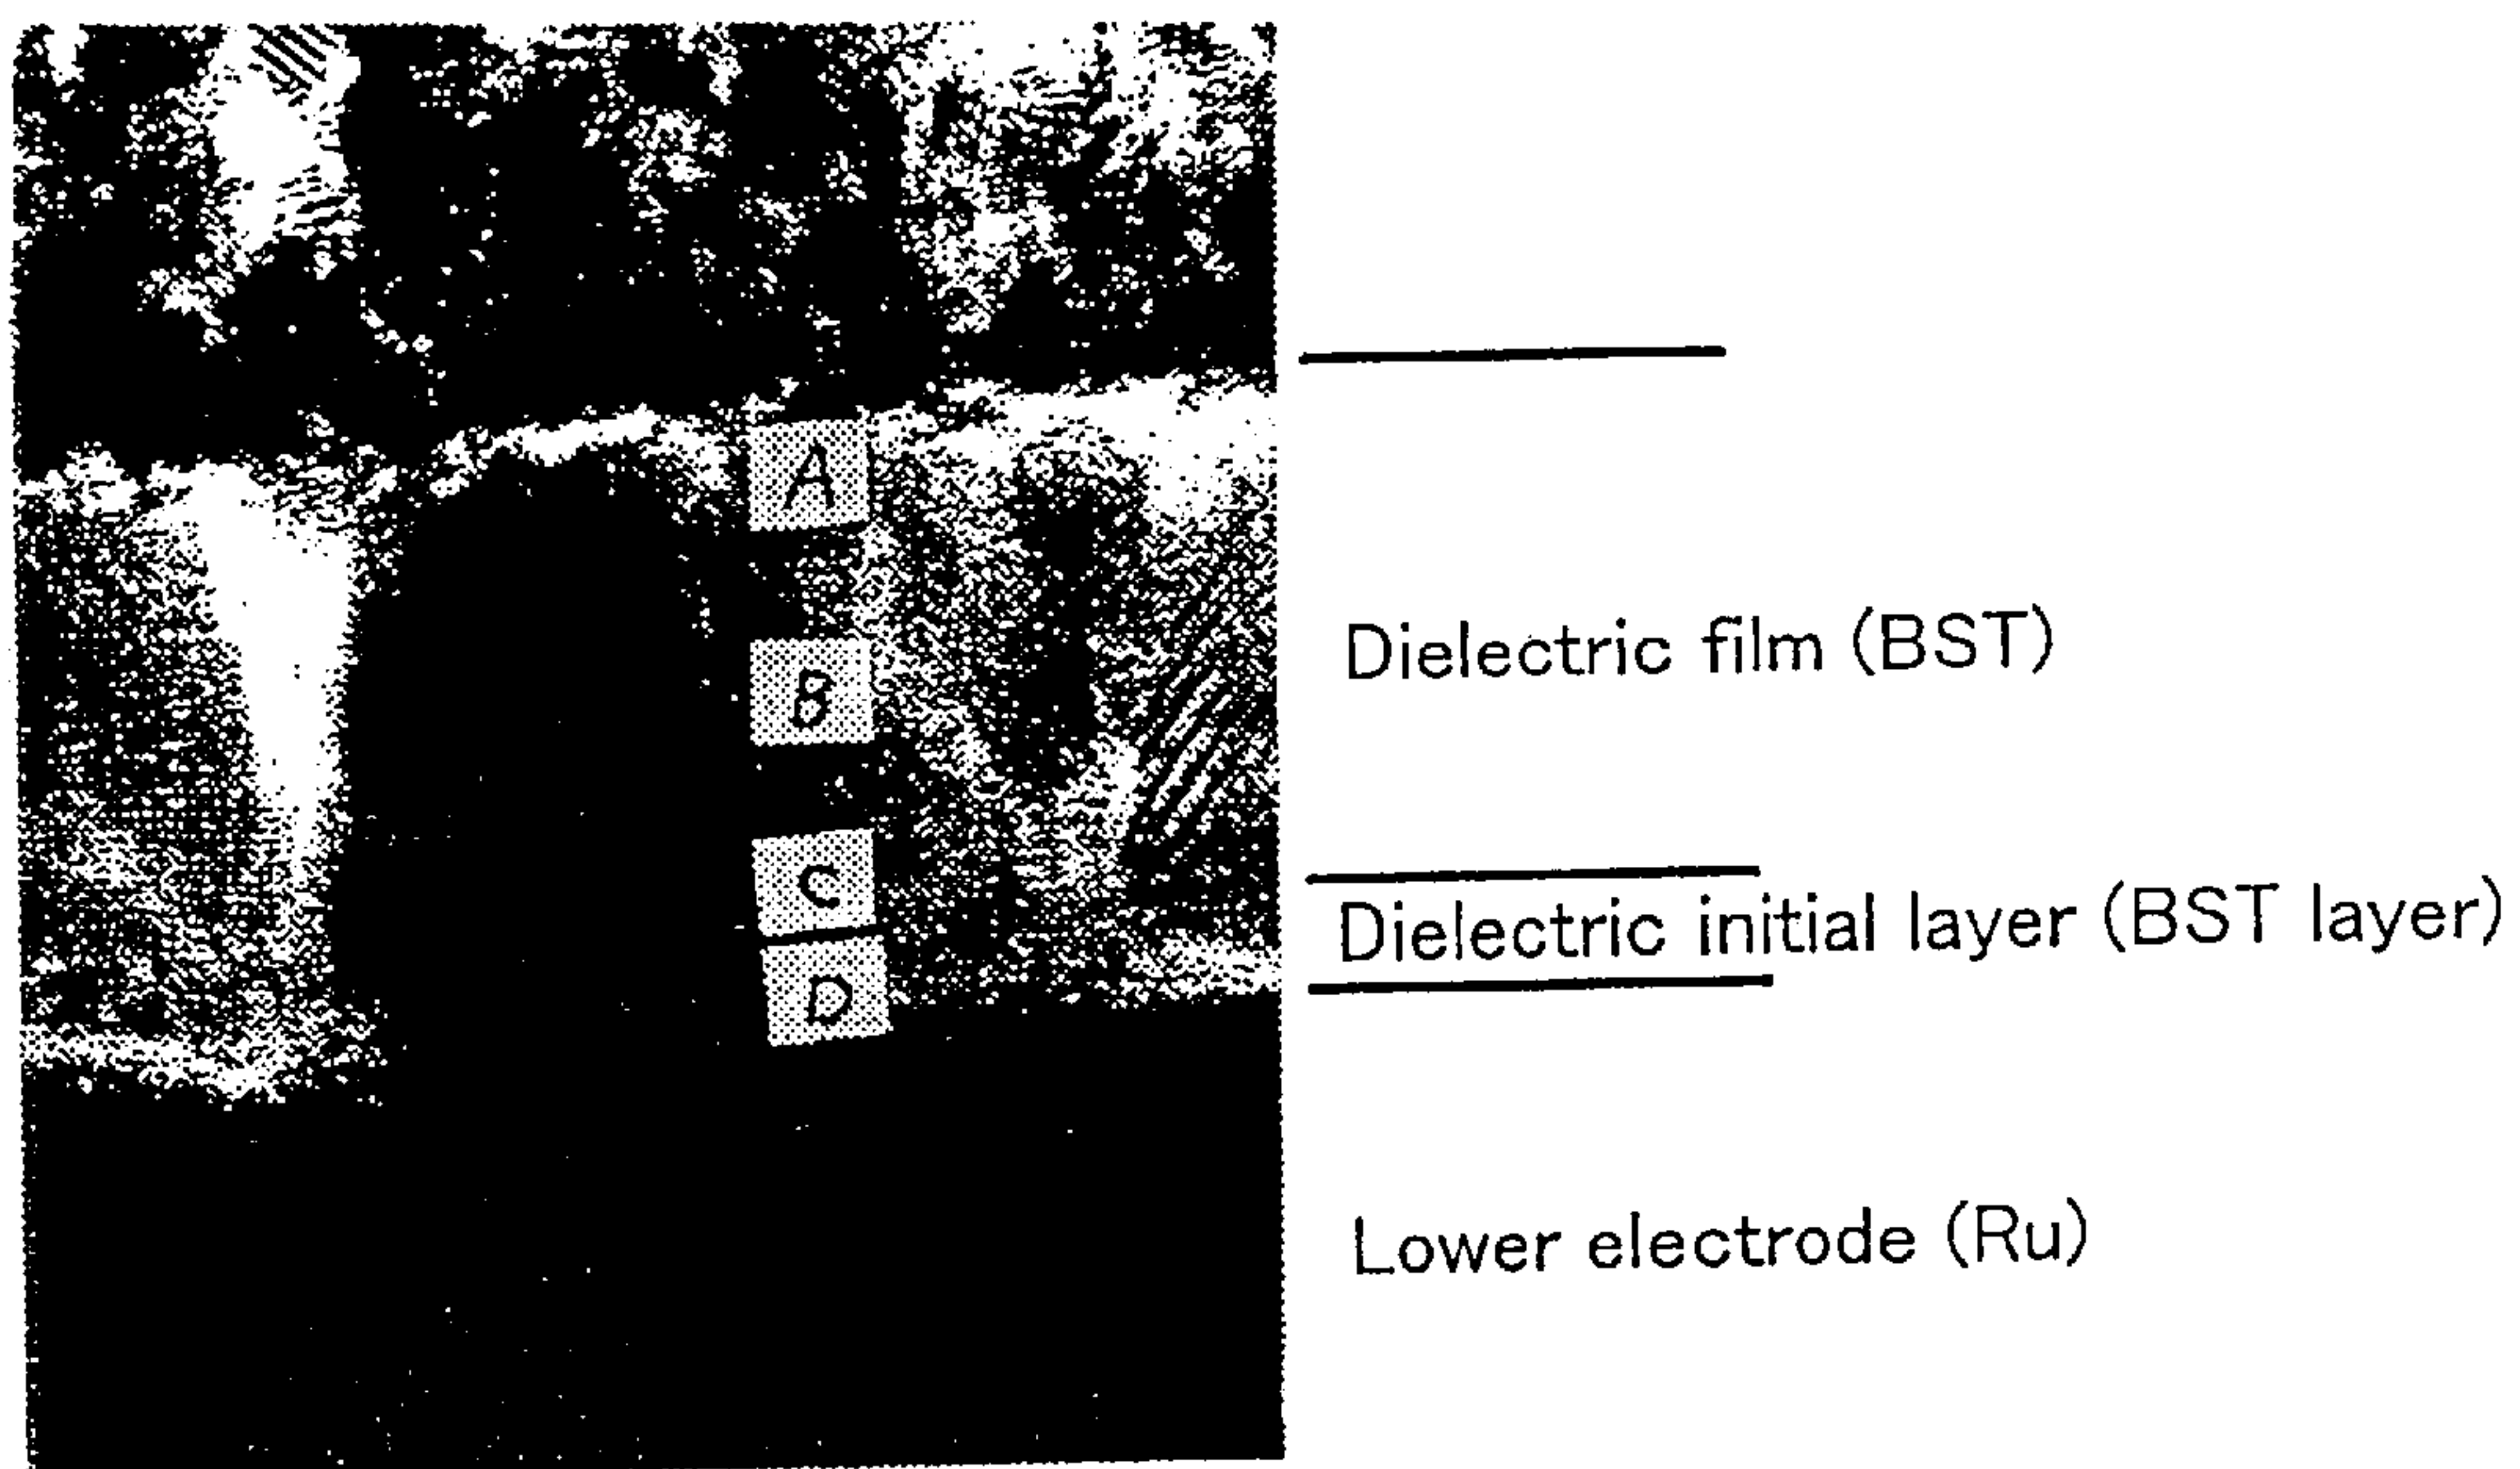 A
B
Dielectric film (BST)
C
Dielectric initial layer (BST layer)
D
Lower electrode (Ru)